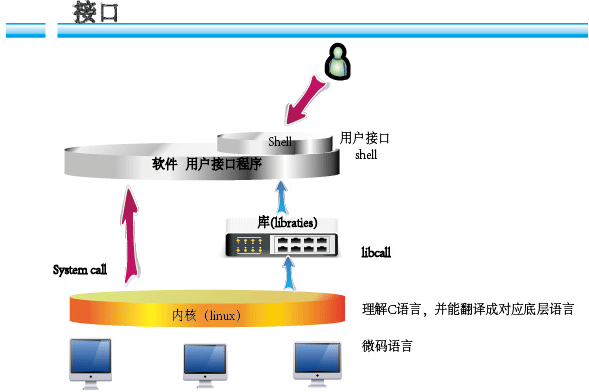 接口
Shell
用户接口
shell
软件 用户接口程序
库(libraties)
libcall
System call
内核（linux）
理解C语言，并能翻译成对应底层语言
微码语言